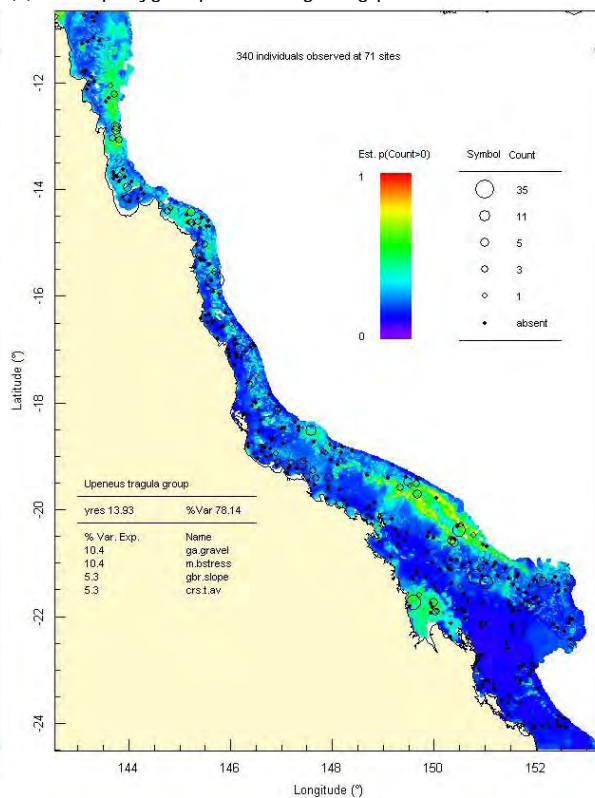 340 individuals observed at 71 sites
Est. p(Count>0)
1
0
Symbol Count
35
11
5
3
1
absent
Upeneus tragula group
yres 13.93 %Var 78.14
% Var. Exp. Name
10.4 ga.gravel
10.4 m.bstress
5.3 gbr.slope
5.3 crs.t.av
Latitude (°)
-12
-14
-16
-18
-20
-22
-24
144 146 148 150 152
Longitude (°)